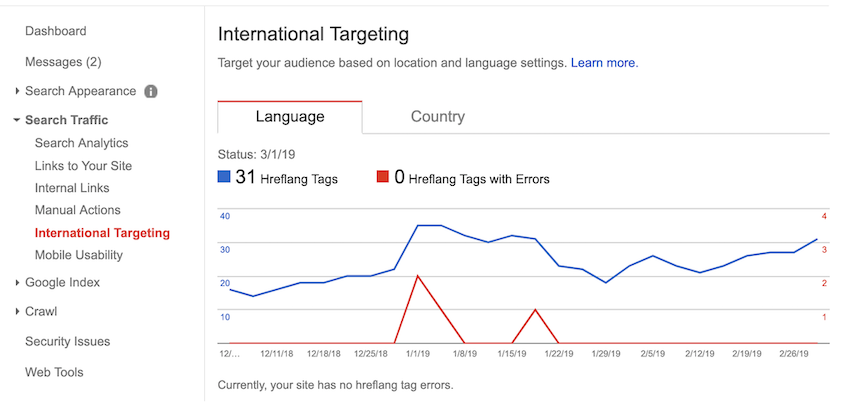 Dashboard
Messages (2)
Search Appearance
Search Traffic
Search Analytics
Links to Your Site
Internal Links
Manual Actions
International Targeting
Mobile Usability
Google Index
Crawl
Security Issues
Web Tools
International Targeting
Target your audience based on location and language settings. Learn more.
Language Country
Status: 3/1/19
31 Hreflang Tags 0 Hreflang Tags with Errors
40 4
30 3
20 2
10 1
12/... 12/11/18 12/18/18 12/25/18 1/1/19 1/8/19 1/15/19 1/22/19 1/29/19 2/5/19 2/12/19 2/19/19 2/26/19
Currently, your site has no hreflang tag errors.